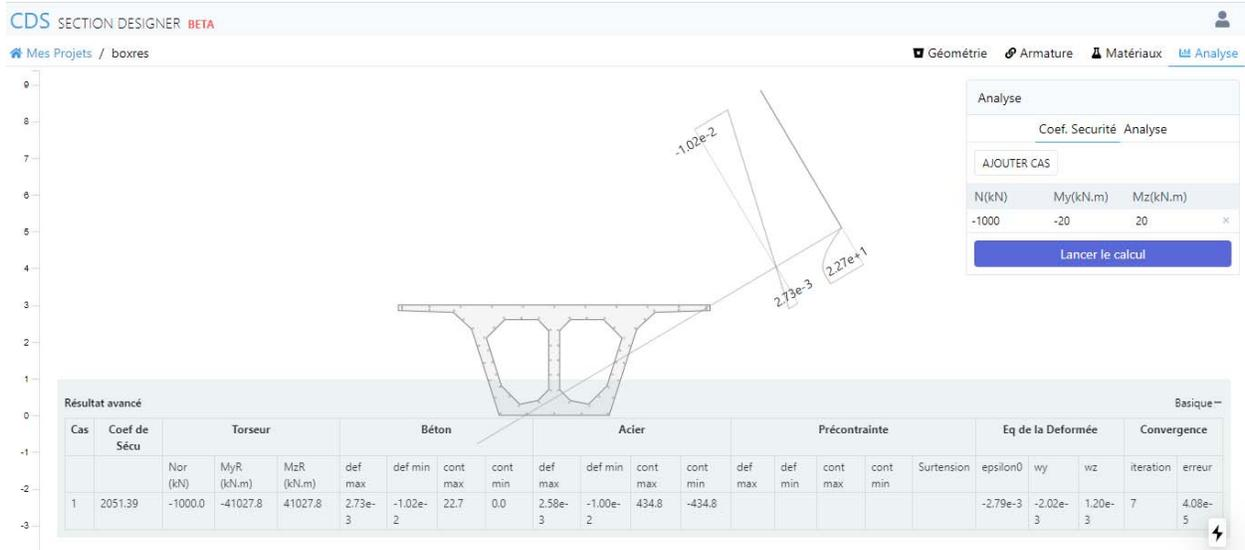 CDS SECTION DESIGNER BETA
Mes Projets / boxres
Géométrie Armature Matériaux Analyse
9
8
7
6
5
4
3
2
1
0
-1
-2
-3
-1.02e-2
2.73e-3
2.27e+1
Analyse
Coef. Securité Analyse
AJOUTER CAS
N(kN) My(kN.m) Mz(kN.m)
-1000 -20 20 ×
Lancer le calcul
Résultat avancé Basique
Cas Coef de Sécu Torseur Béton Acier Précontrainte Eq de la Deformée Convergence
Nor (kN) MyR (kN.m) MzR (kN.m) def max def min cont max cont min def max def min cont max cont min def max def min cont max cont min Surtension epsilon0 wy wz iteration erreur
1 2051.39 -1000.0 -41027.8 41027.8 2.73e-3 -1.02e-2 22.7 0.0 2.58e-3 -1.00e-2 434.8 -434.8 -2.79e-3 -2.02e-3 1.20e-3 7 4.08e-5